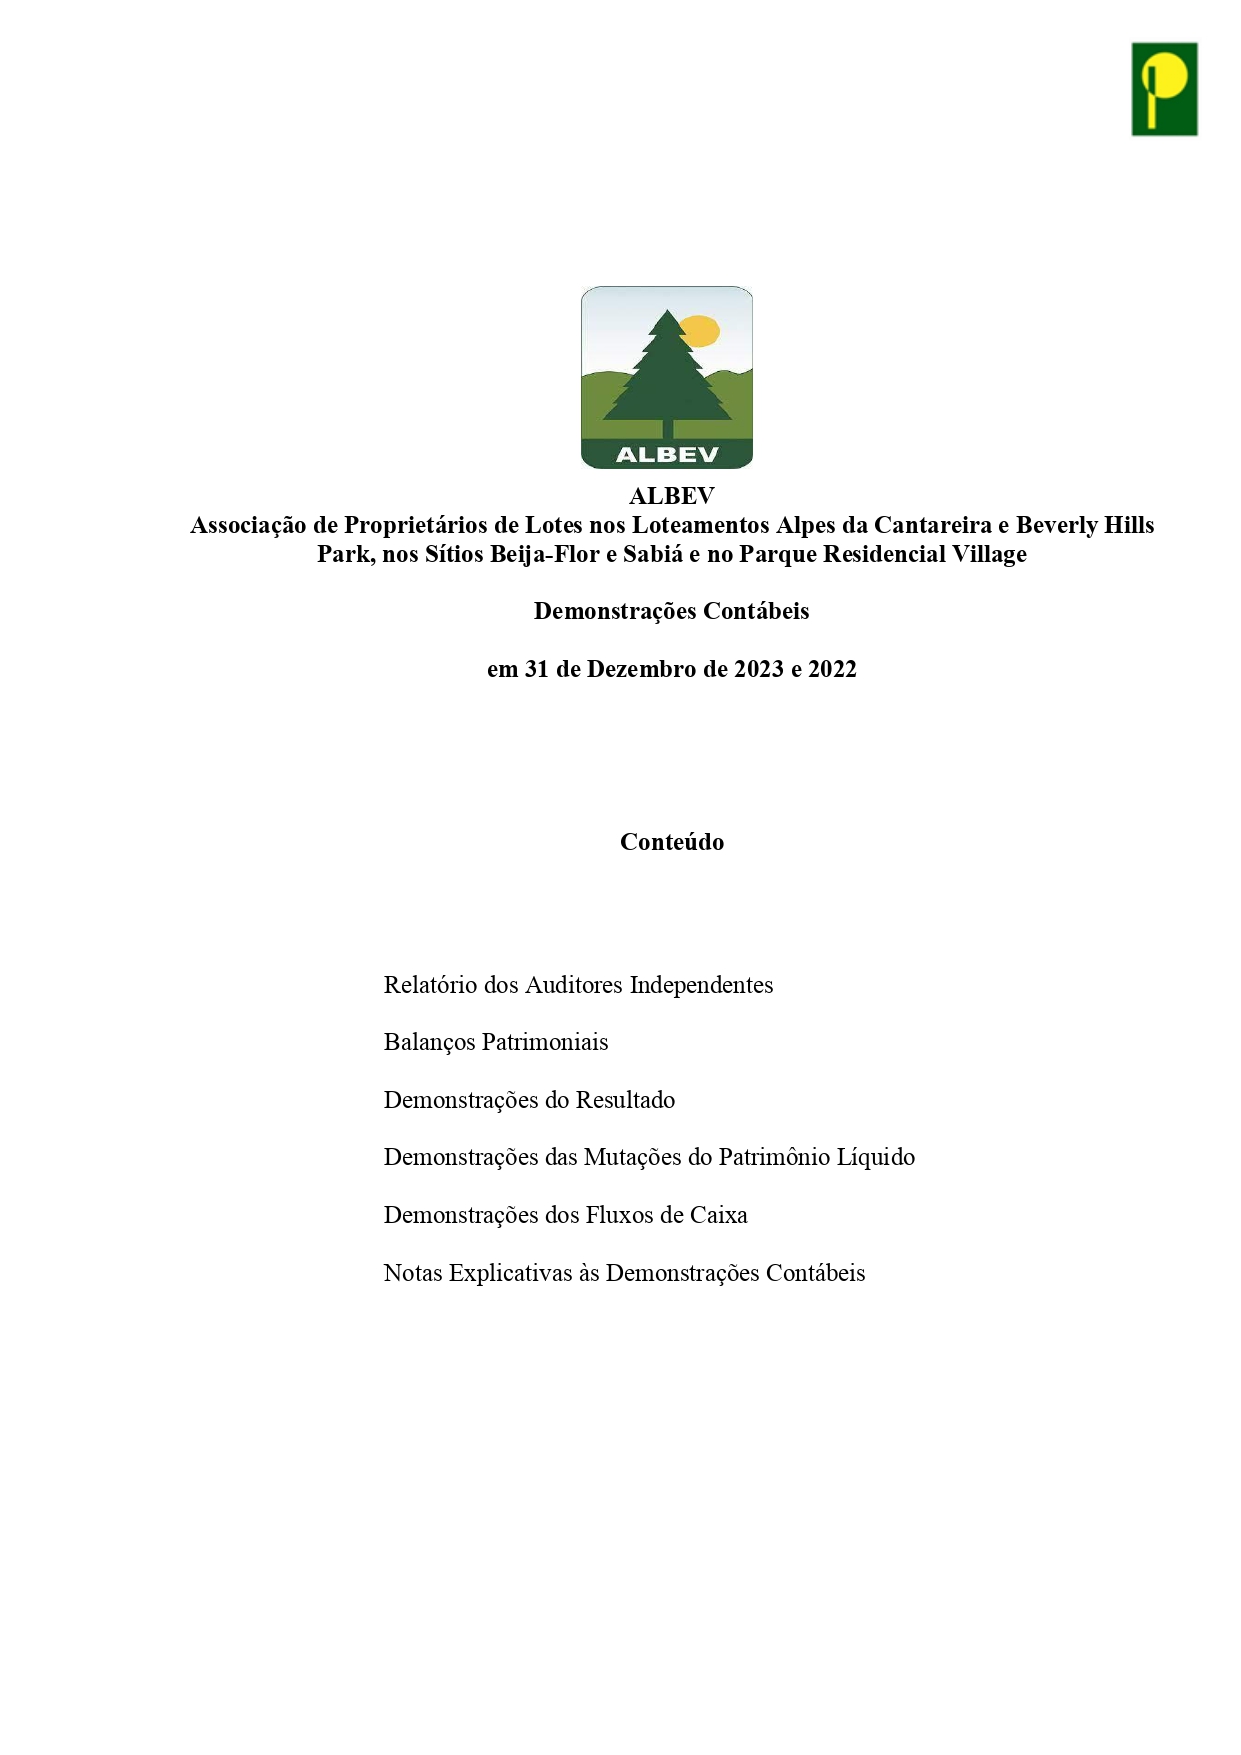 ALBEV
ALBEV
Associação de Proprietários de Lotes nos Loteamentos Alpes da Cantareira e Beverly Hills
Park, nos Sítios Beija-Flor e Sabiá e no Parque Residencial Village
Demonstrações Contábeis
em 31 de Dezembro de 2023 e 2022
Conteúdo
Relatório dos Auditores Independentes
Balanços Patrimoniais
Demonstrações do Resultado
Demonstrações das Mutações do Patrimônio Líquido
Demonstrações dos Fluxos de Caixa
Notas Explicativas às Demonstrações Contábeis